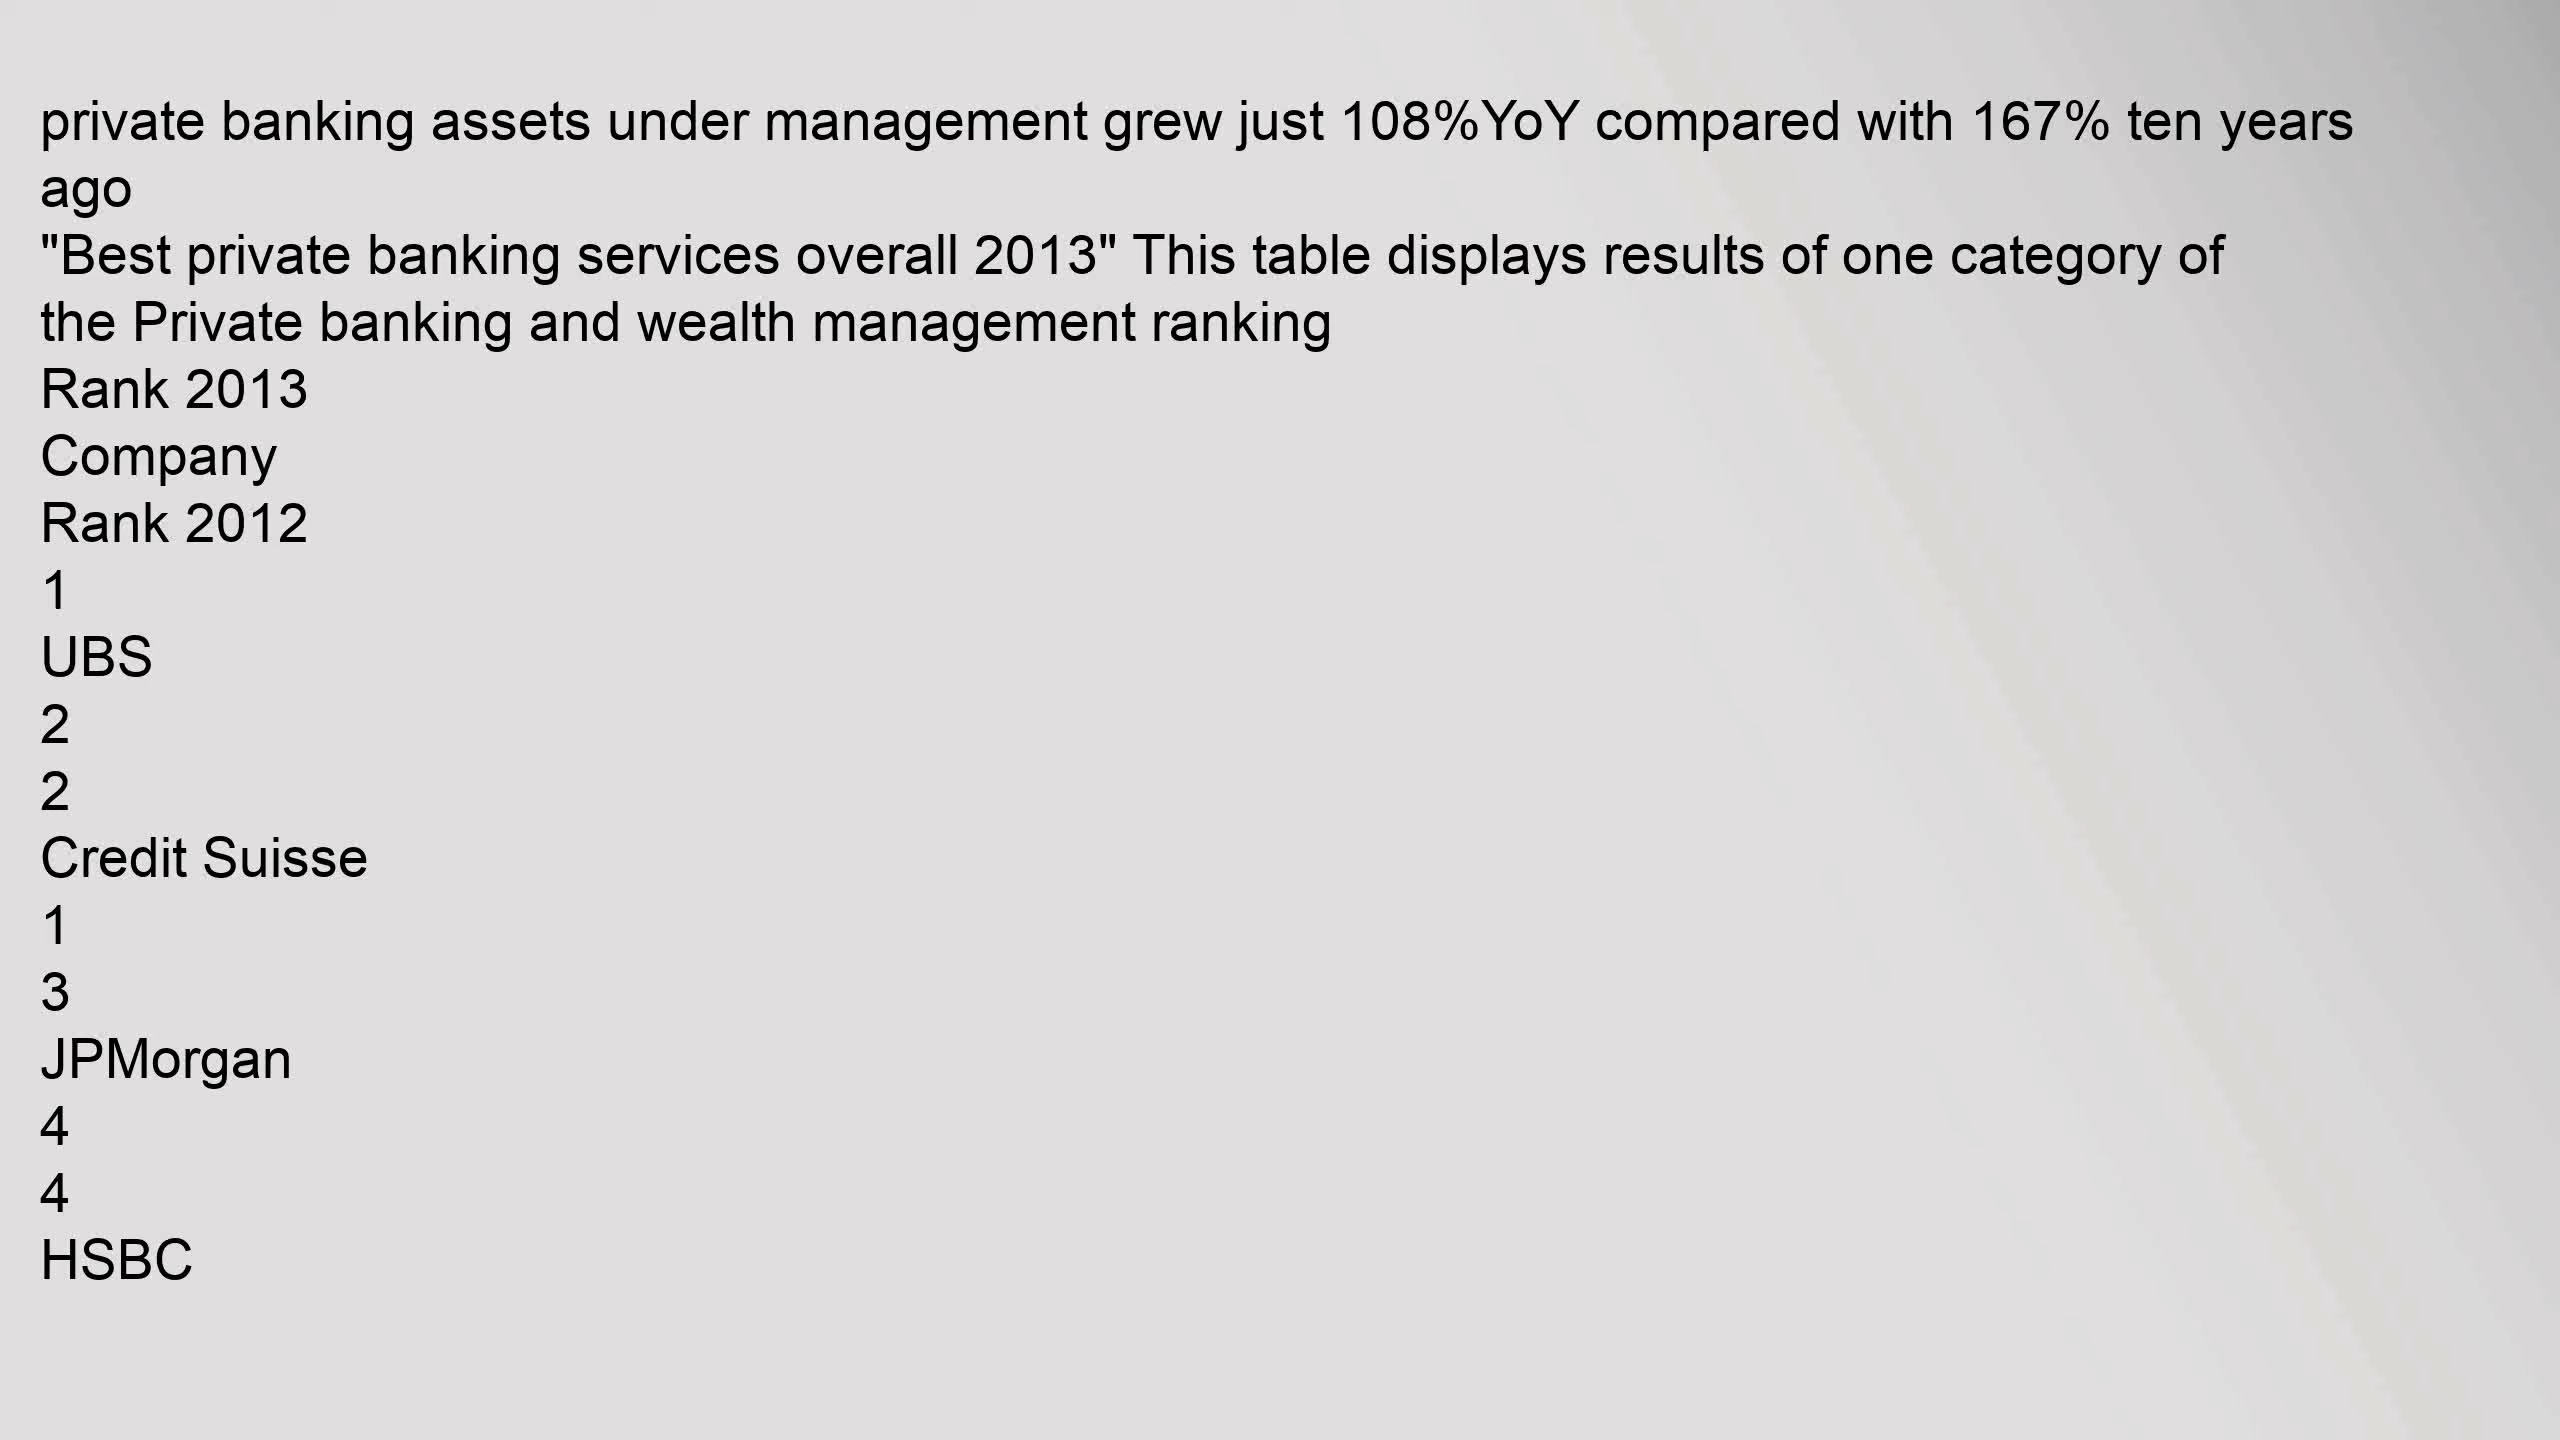 private banking assets under management grew just 108%YoY compared with 167% ten years
ago
"Best private banking services overall 2013" This table displays results of one category of
the Private banking and wealth management ranking
Rank 2013
Company
Rank 2012
1
UBS
2
2
Credit Suisse
1
3
JPMorgan
4
4
HSBC